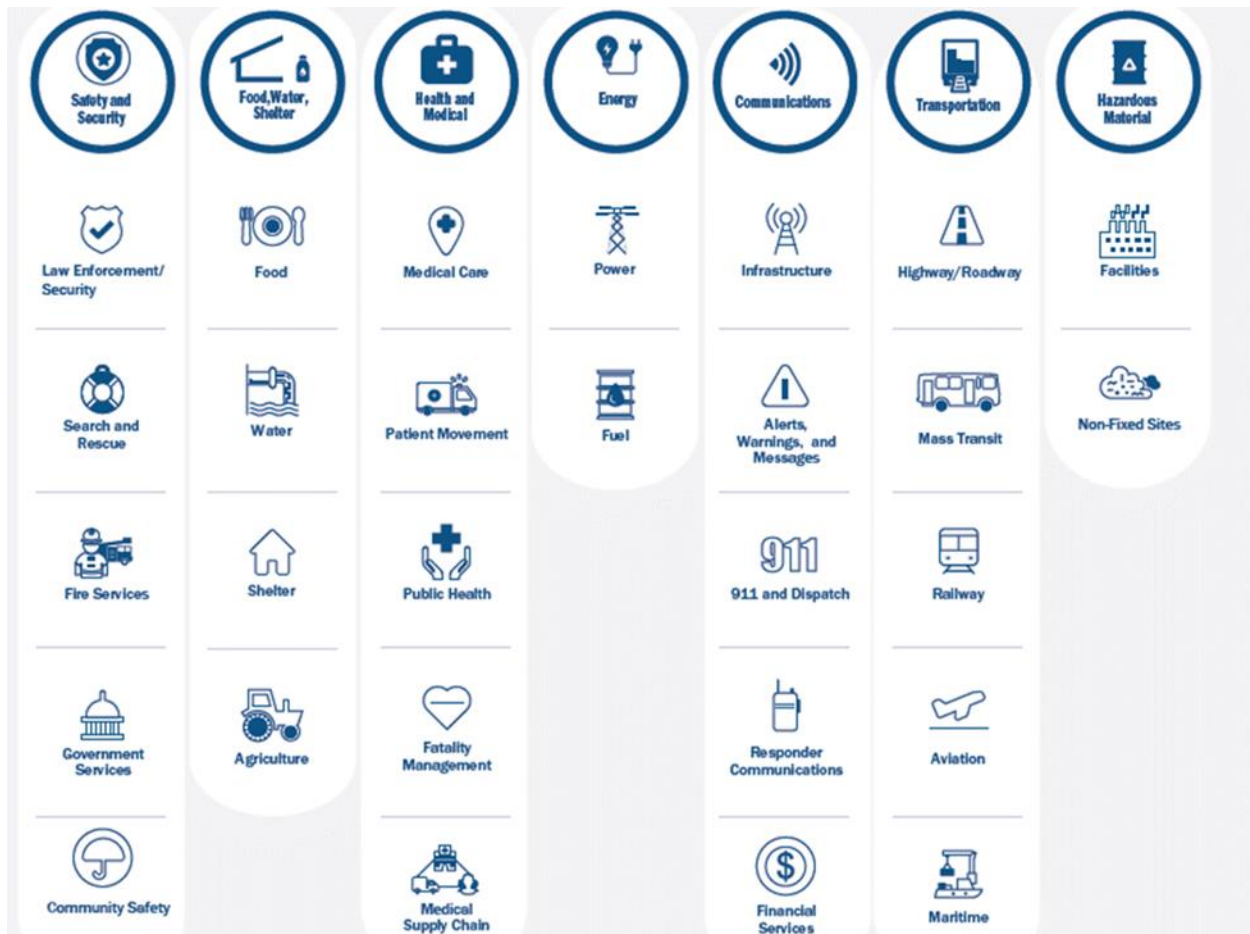 Safety and
Security
Food,Water,
Shelter
Health and
Medical
Energy
Communications
Transportation
Hazardous
Material
Law Enforcement/
Security
Food
Medical Care
Power
Infrastructure
Highway/Roadway
Facilities
Search and
Rescue
Water
Patient Movement
Fuel
Alerts,
Warnings, and
Messages
Mass Transit
Non-Fixed Sites
Fire Services
Shelter
Public Health
911
911 and Dispatch
Railway
Government
Services
Agriculture
Fatality
Management
Responder
Communications
Aviation
Community Safety
Medical
Supply Chain
$
Financial
Services
Maritime